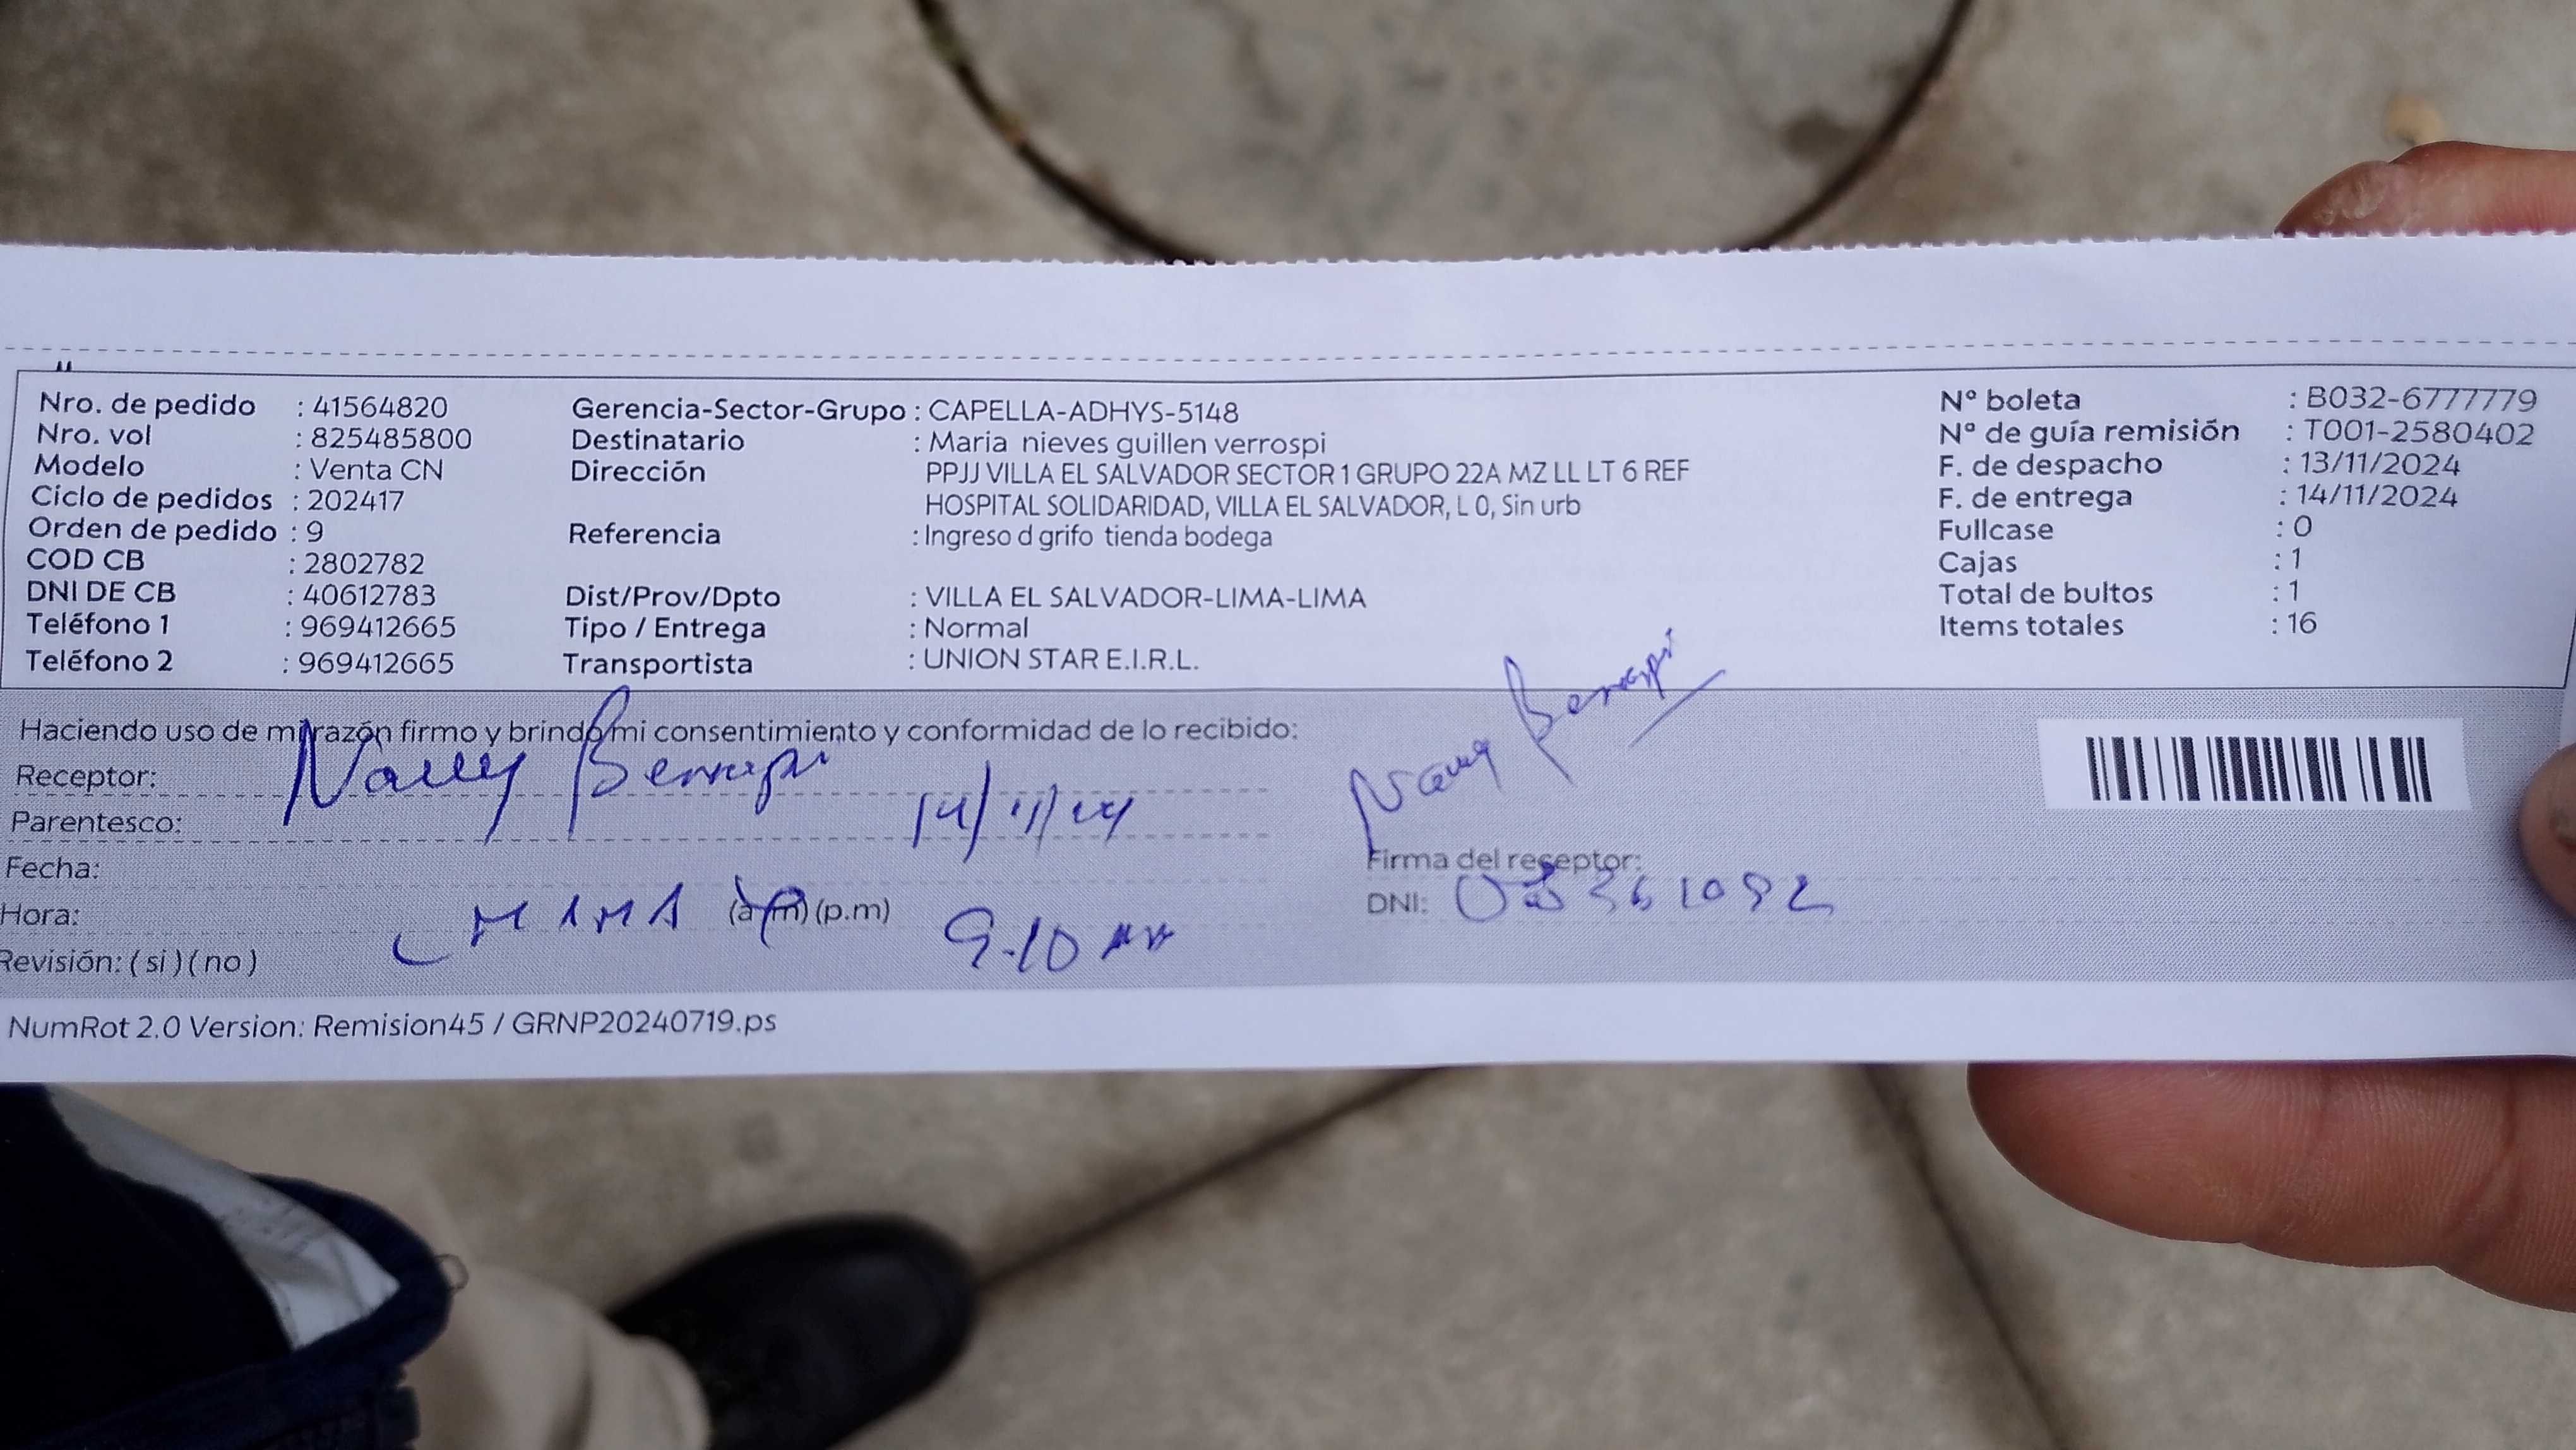 Nro. de pedido : 41564820 Gerencia-Sector-Grupo : CAPELLA-ADHYS-5148 Nº boleta : B032-6777779
Nro. vol : 825485800 Destinatario : Maria nieves guillen verrospi Nº de guía remisión : T001-2580402
Modelo : Venta CN Dirección PPJJ VILLA EL SALVADOR SECTOR 1 GRUPO 22A MZ LL LT 6 REF F. de despacho : 13/11/2024
Ciclo de pedidos : 202417 HOSPITAL SOLIDARIDAD, VILLA EL SALVADOR, L 0, Sin urb F. de entrega : 14/11/2024
Orden de pedido : 9 Referencia : Ingreso d grifo tienda bodega Fullcase : 0
COD CB : 2802782 Cajas : 1
DNI DE CB : 40612783 Dist/Prov/Dpto : VILLA EL SALVADOR-LIMA-LIMA Total de bultos : 1
Teléfono 1 : 969412665 Tipo / Entrega : Normal Items totales : 16
Teléfono 2 : 969412665 Transportista : UNION STAR E.I.R.L.
Haciendo uso de mi razón firmo y brindo mi consentimiento y conformidad de lo recibido:
Receptor: Berrospi
Parentesco: 14/11/24
Fecha: Firma del receptor:
Hora: MAMA (a.m) (p.m) DNI:
Revisión: ( si ) ( no ) 9-10
NumRot 2.0 Version: Remision45 / GRNP20240719.ps